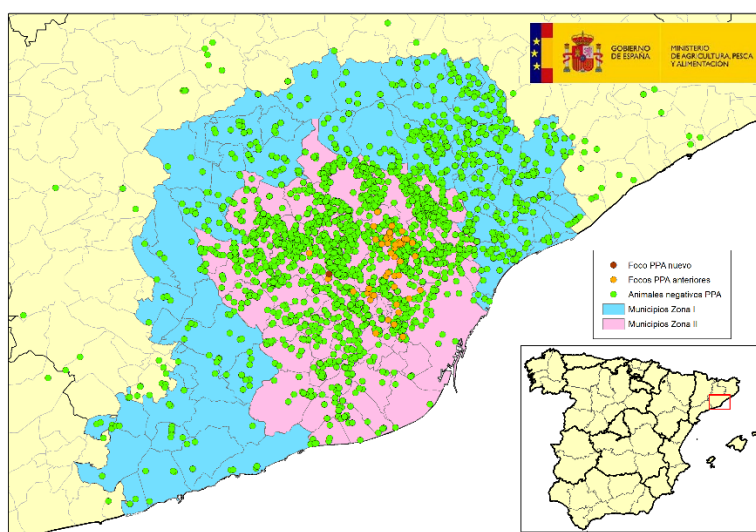 GOBIERNO
DE ESPAÑA
MINISTERIO
DE AGRICULTURA, PESCA
Y ALIMENTACIÓN
Foco PPA nuevo
Focos PPA anteriores
Animales negativos PPA
Municipios Zona I
Municipios Zona II